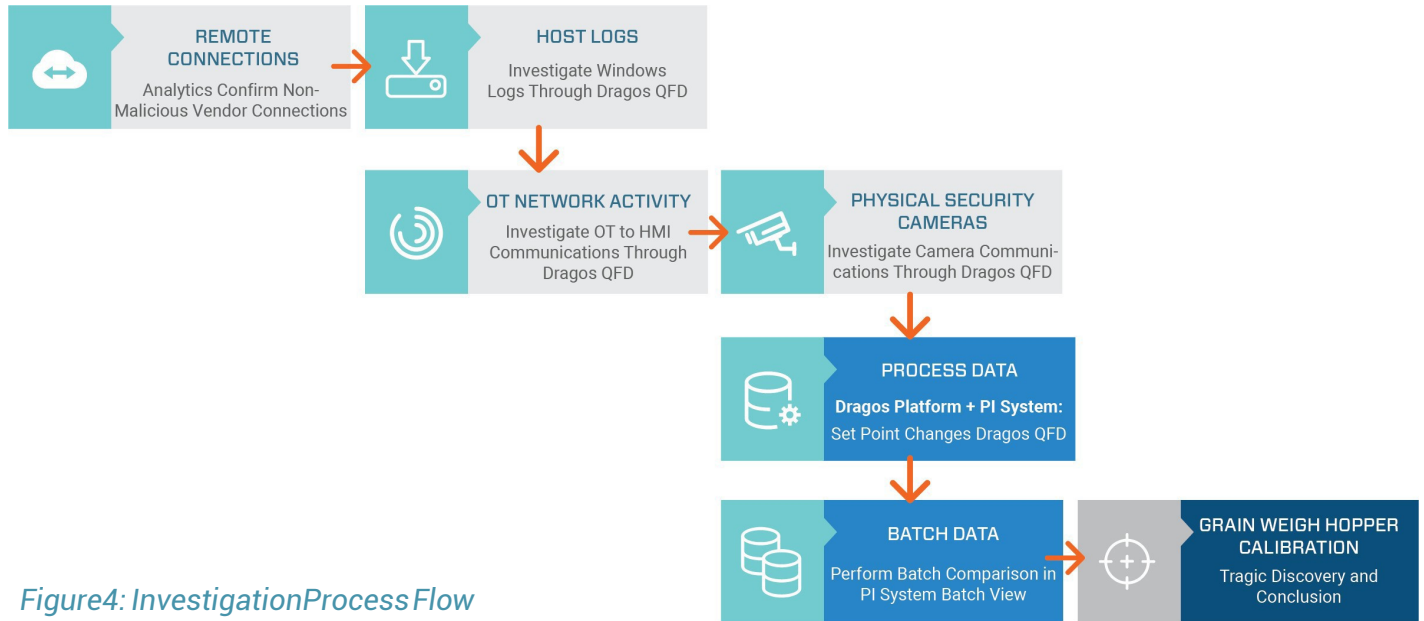 REMOTE
CONNECTIONS
Analytics Confirm Non-
Malicious Vendor Connections
HOST LOGS
Investigate Windows
Logs Through Dragos QFD
OT NETWORK ACTIVITY
Investigate OT to HMI
Communications Through
Dragos QFD
PHYSICAL SECURITY
CAMERAS
Investigate Camera Communi-
cations Through Dragos QFD
PROCESS DATA
Dragos Platform + PI System:
Set Point Changes Dragos QFD
BATCH DATA
Perform Batch Comparison in
PI System Batch View
GRAIN WEIGH HOPPER
CALIBRATION
Tragic Discovery and
Conclusion
Figure4: InvestigationProcessFlow